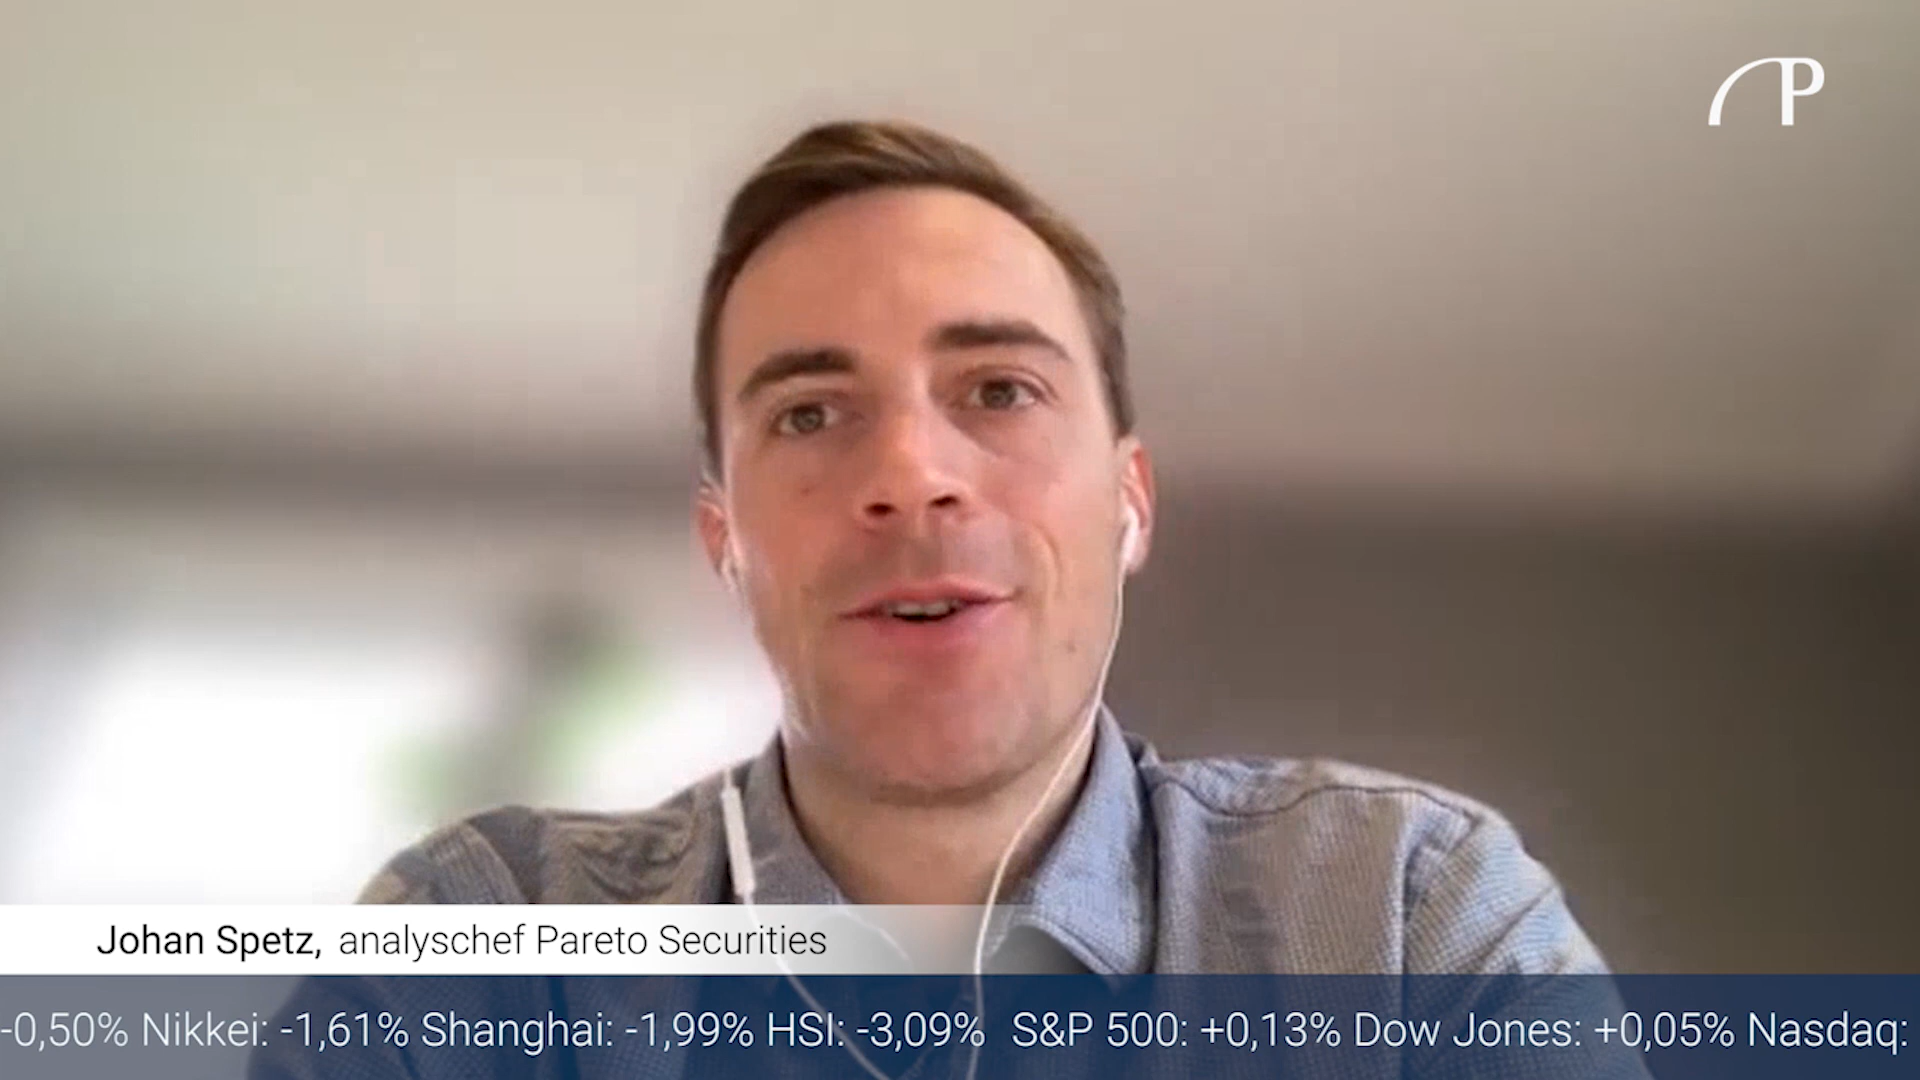 P
Johan Spetz, analyschef Pareto Securities
-0,50% Nikkei: -1,61% Shanghai: -1,99% HSI: -3,09% S&P 500: +0,13% Dow Jones: +0,05% Nasdaq: